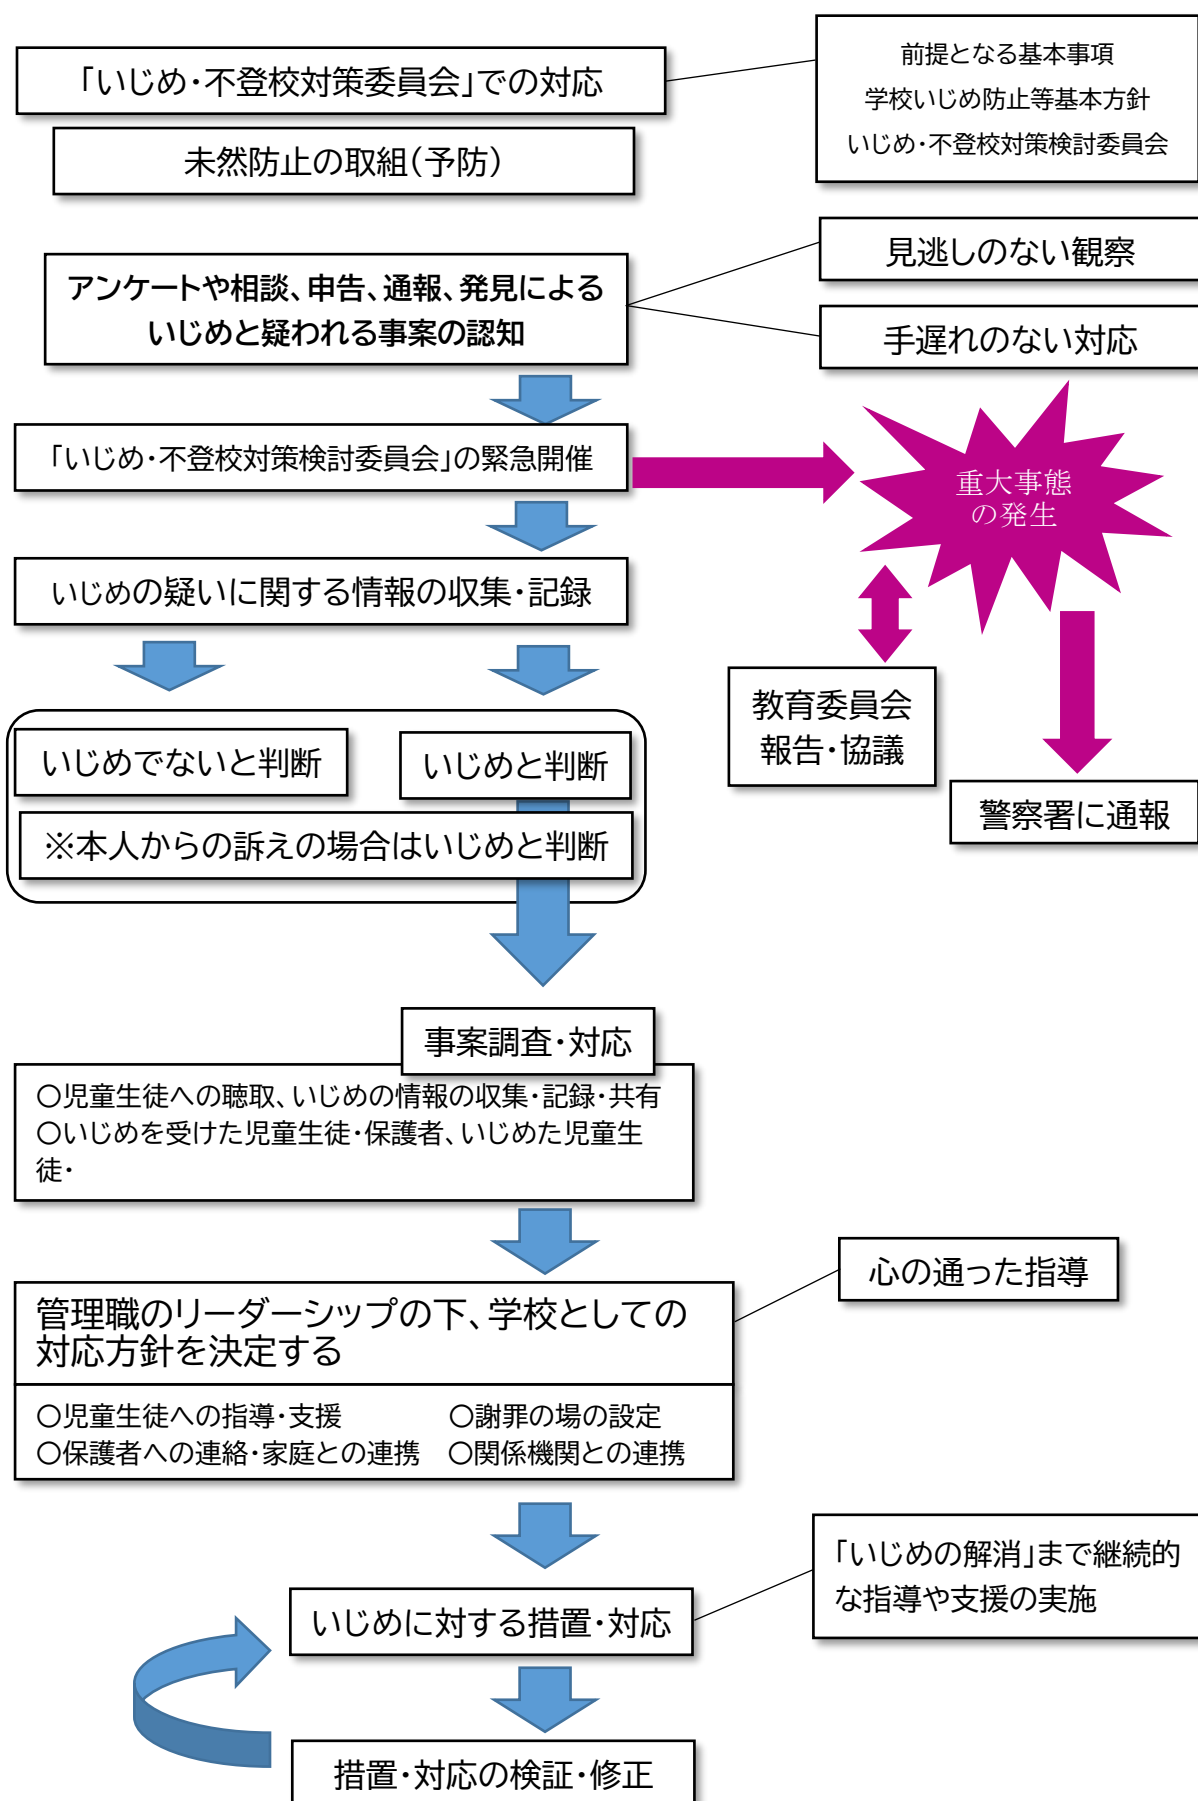 「いじめ・不登校対策委員会」での対応
前提となる基本事項
学校いじめ防止等基本方針
いじめ・不登校対策検討委員会
未然防止の取組(予防)
アンケートや相談、申告、通報、発見による
いじめと疑われる事案の認知
見逃しのない観察
手遅れのない対応
「いじめ・不登校対策検討委員会」の緊急開催
重大事態
の発生
いじめの疑いに関する情報の収集・記録
教育委員会
報告・協議
警察署に通報
いじめでないと判断
いじめと判断
※本人からの訴えの場合はいじめと判断
事案調査・対応
〇児童生徒への聴取、いじめの情報の収集・記録・共有
〇いじめを受けた児童生徒・保護者、いじめた児童生
徒・
心の通った指導
管理職のリーダーシップの下、学校としての
対応方針を決定する
〇児童生徒への指導・支援 〇謝罪の場の設定
〇保護者への連絡・家庭との連携 〇関係機関との連携
「いじめの解消」まで継続的
な指導や支援の実施
いじめに対する措置・対応
措置・対応の検証・修正